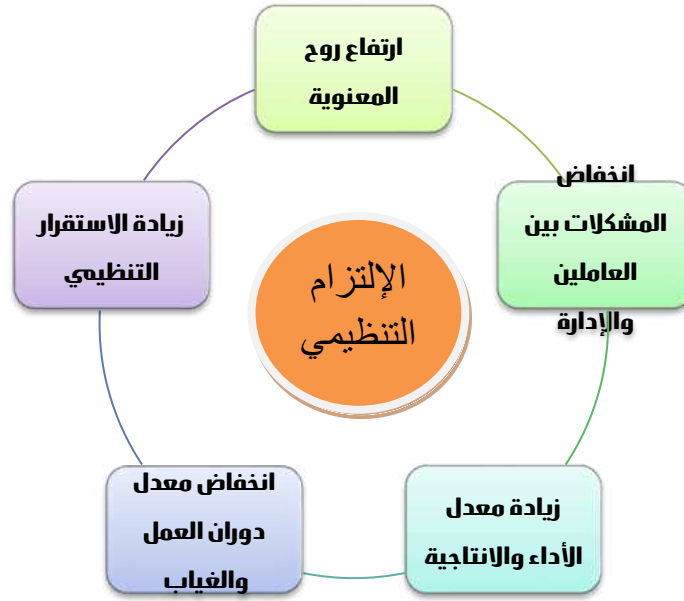 ارتفاع روح
المعنوية
انخفاض
المشكلات بين
العاملين
والإدارة
زيادة معدل
الأداء والانتاجية
انخفاض معدل
دوران العمل
والغياب
زيادة الاستقرار
التنظيمي
الإلتزام
التنظيمي